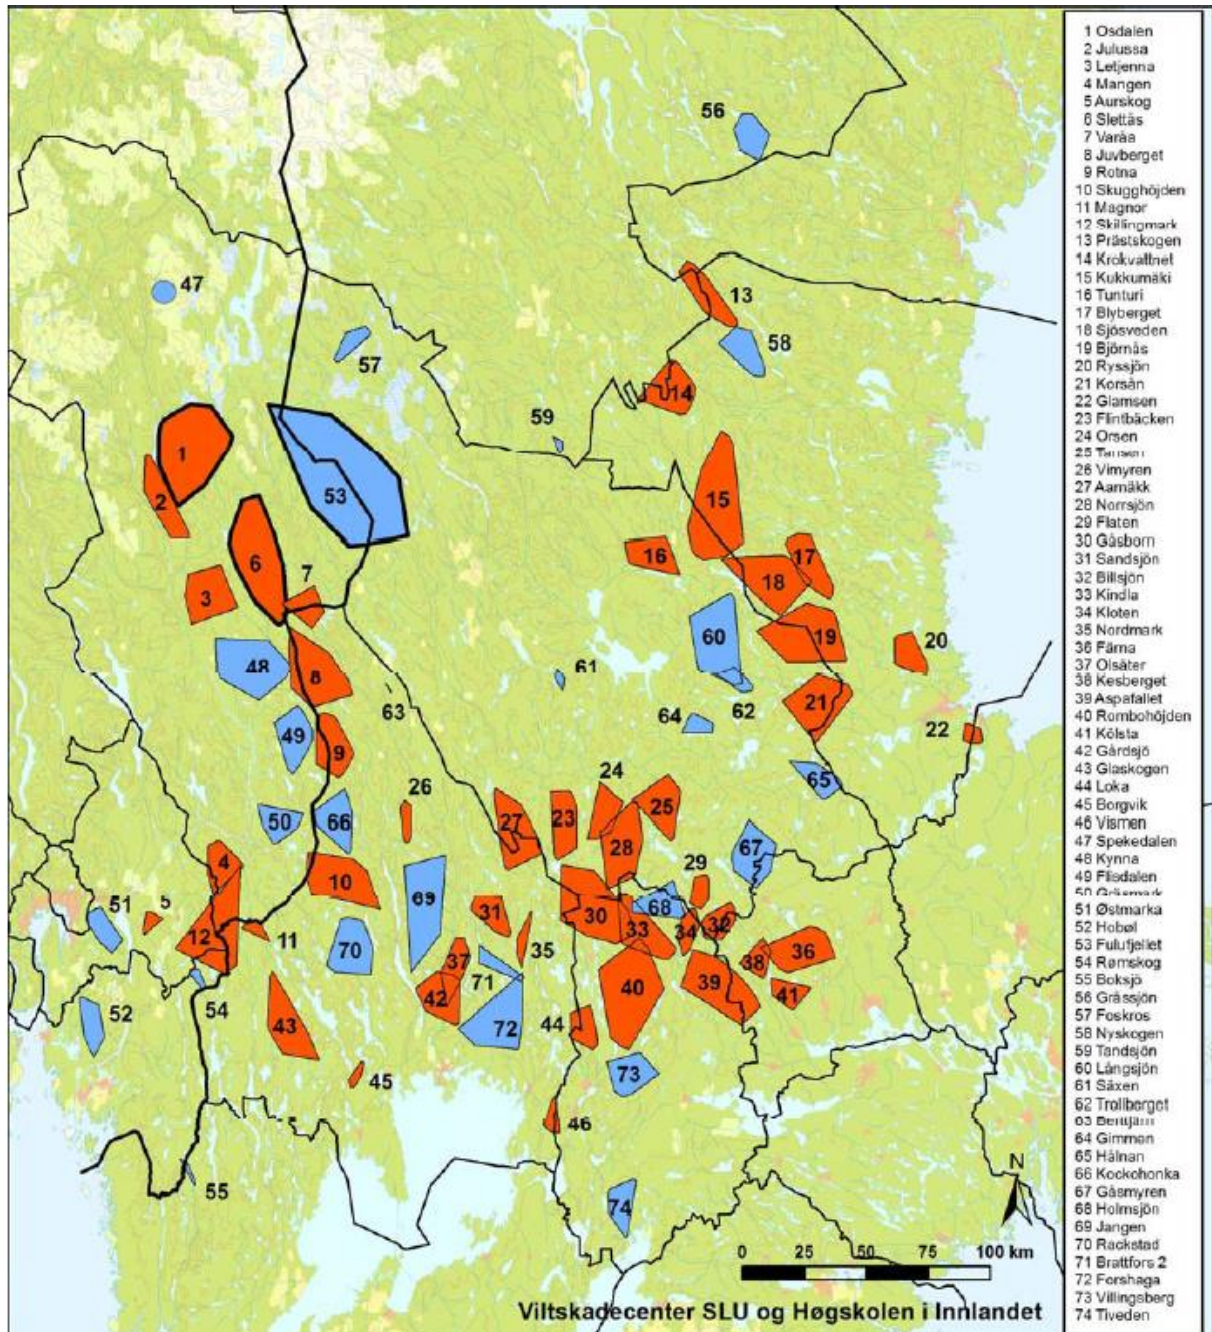 1 Osdalen
2 Julussa
3 Letjenna
4 Mangen
5 Aurskog
6 Slettås
7 Varåa
8 Juvberget
9 Rotna
10 Skugghöjden
11 Magnor
12 Skillingmark
13 Prästskogen
14 Krokvattnet
15 Kukkumäki
16 Tunturi
17 Blyberget
18 Sjösveden
19 Björnås
20 Ryssjön
21 Korsån
22 Glamsen
23 Flintbäcken
24 Orsen
25
26 Vimyren
27 Aamäkk
28 Norrsjön
29 Flaten
30 Gåsborn
31 Sandsjön
32 Billsjön
33 Kindla
34 Kloten
35 Nordmark
36 Färna
37 Olsäter
38 Kesberget
39 Aspafallet
40 Rombohöjden
41 Kölsta
42 Gårdsjö
43 Glaskogen
44 Loka
45 Borgvik
46 Vismen
47 Spekedalen
48 Kynna
49 Flisdalen
50 Gräsmark
51 Østmarka
52 Hobøl
53 Fulufjellet
54 Rømskog
55 Boksjø
56 Gråssjön
57 Foskros
58 Nyskogen
59 Tandsjön
60 Långsjön
61 Säxen
62 Trollberget
63
64 Gimmen
65 Hålnan
66 Kockohonka
67 Gåsmyren
68 Holmsjön
69 Jangen
70 Rackstad
71 Brattfors 2
72 Forshaga
73 Villingsberg
74 Tiveden
56
47
13
58
57
14
59
1
53
2
15
6
16
17
7
18
3
60
19
20
48
8
61
62
21
63
64
22
49
9
65
24
26
25
50
66
27
23
28
67
4
10
29
69
51
5
31
68
30
32
12
11
33
34
70
35
36
37
38
71
54
39
40
41
42
52
43
44
72
73
45
46
55
74
N
0 25 50 75 100 km
Viltskadecenter SLU og Høgskolen i Innlandet